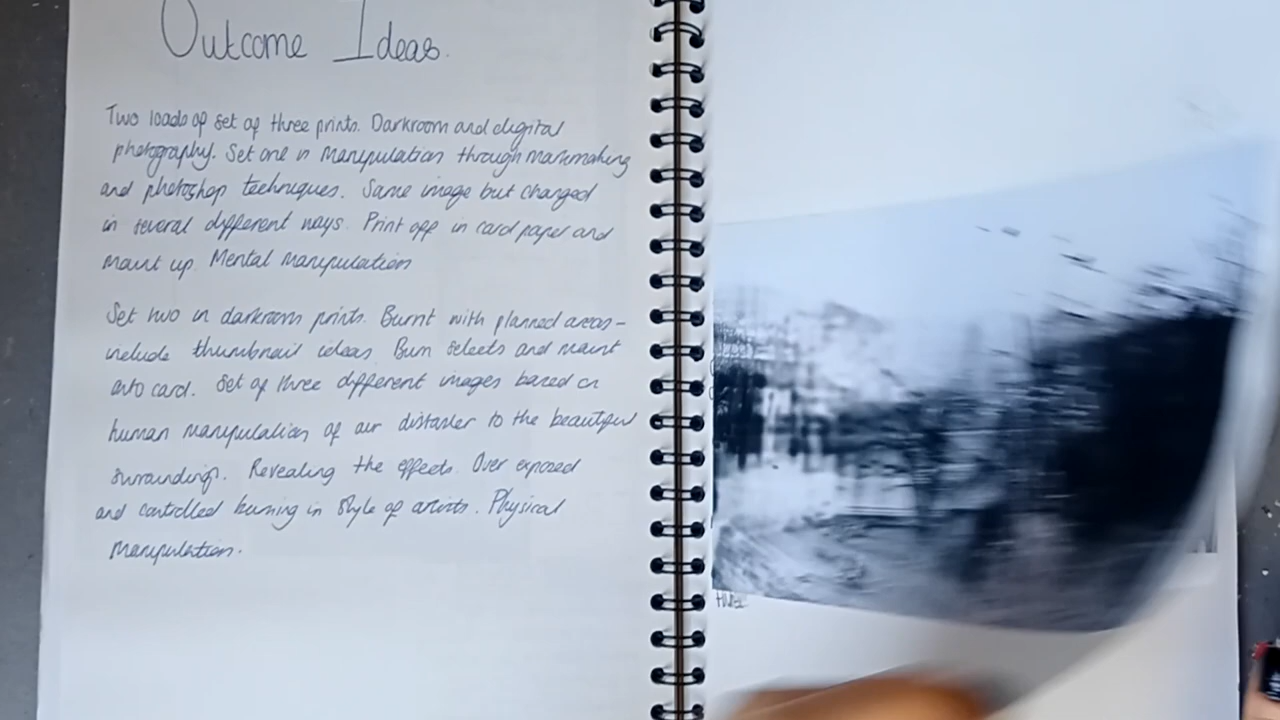 Outcome Ideas.
Two loads of set of three prints. Darkroom and digital
photography. Set one in Manipulation through markmaking
and photoshop techniques. Same image but changed
in several different ways. Print off in card paper and
mount up. Mental Manipulation
Set two in darkroom prints. Burnt with planned areas-
include thumbnail ideas. Burn selects and mount
onto card. Set of three different images based on
human manipulation of our distaster to the beautiful
surroundings. Revealing the effects. Over exposed
and controlled burning in style of artists. Physical
Manipulation.